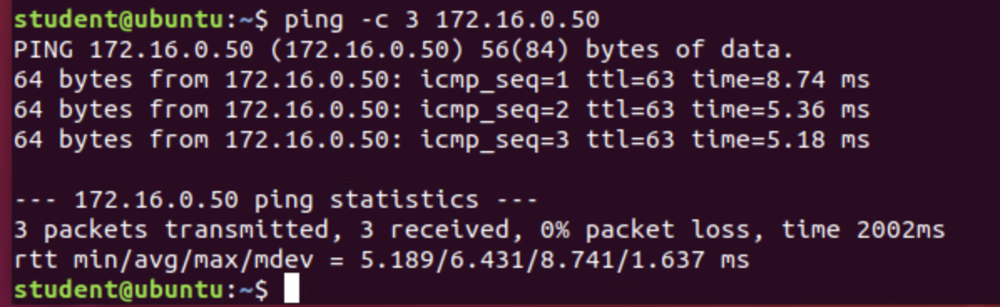 student@ubuntu:~$ ping -c 3 172.16.0.50
PING 172.16.0.50 (172.16.0.50) 56(84) bytes of data.
64 bytes from 172.16.0.50: icmp_seq=1 ttl=63 time=8.74 ms
64 bytes from 172.16.0.50: icmp_seq=2 ttl=63 time=5.36 ms
64 bytes from 172.16.0.50: icmp_seq=3 ttl=63 time=5.18 ms
--- 172.16.0.50 ping statistics ---
3 packets transmitted, 3 received, 0% packet loss, time 2002ms
rtt min/avg/max/mdev = 5.189/6.431/8.741/1.637 ms
student@ubuntu:~$